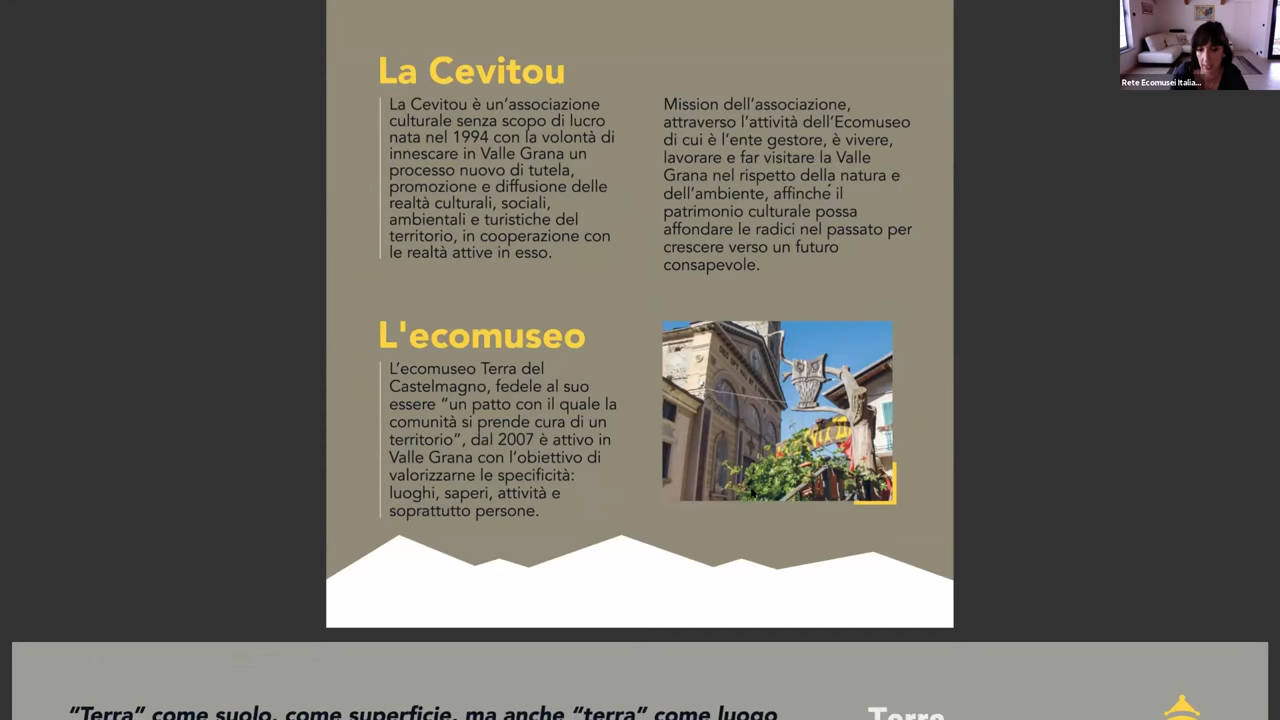 Rete Ecomusei Italia...
La Cevitou
La Cevitou è un'associazione
culturale senza scopo di lucro
nata nel 1994 con la volontà di
innescare in Valle Grana un
processo nuovo di tutela,
promozione e diffusione delle
realtà culturali, sociali,
ambientali e turistiche del
territorio, in cooperazione con
le realtà attive in esso.
Mission dell'associazione,
attraverso l'attività dell'Ecomuseo
di cui è l'ente gestore, è vivere,
lavorare e far visitare la Valle
Grana nel rispetto della natura e
dell'ambiente, affinché il
patrimonio culturale possa
affondare le radici nel passato per
crescere verso un futuro
consapevole.
L'ecomuseo
L'ecomuseo Terra del
Castelmagno, fedele al suo
essere “un patto con il quale la
comunità si prende cura di un
territorio”, dal 2007 è attivo in
Valle Grana con l'obiettivo di
valorizzarne le specificità:
luoghi, saperi, attività e
soprattutto persone.
“Terra” come suolo, come superficie, ma anche “terra” come luogo
Terra